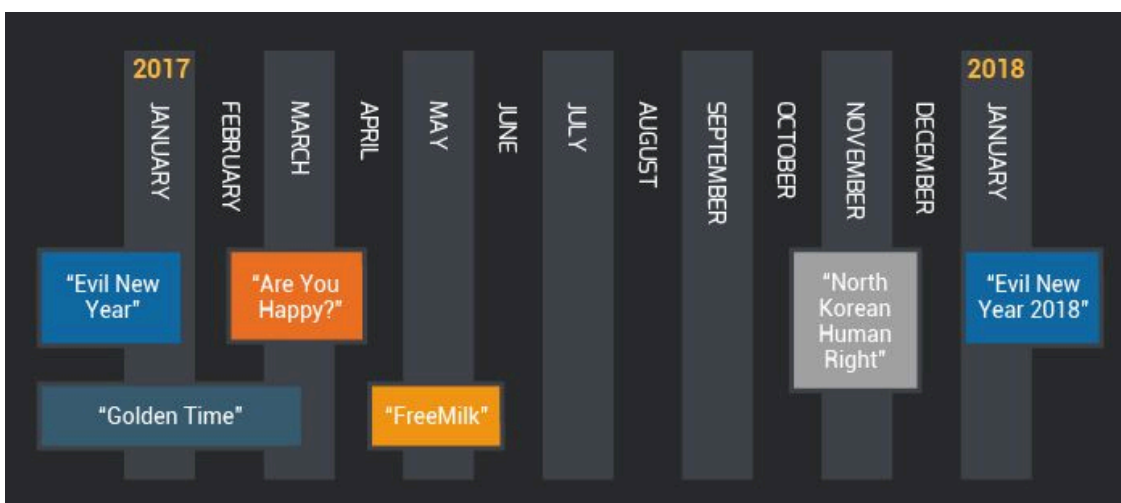 2017
2018
JANUARY
FEBRUARY
MARCH
APRIL
MAY
JUNE
JULY
AUGUST
SEPTEMBER
OCTOBER
NOVEMBER
DECEMBER
JANUARY
“Evil New
Year”
“Are You
Happy?”
“North
Korean
Human
Right”
“Evil New
Year 2018”
“Golden Time”
“FreeMilk”